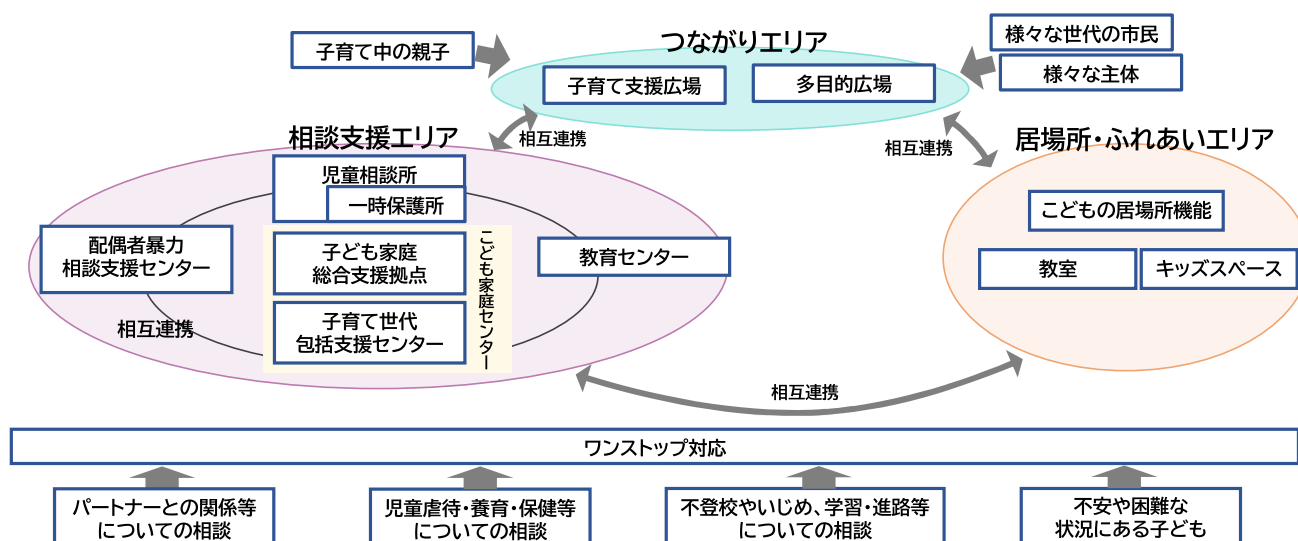 つながりエリア
子育て中の親子
様々な世代の市民
様々な主体
子育て支援広場
多目的広場
相互連携
相互連携
相談支援エリア
居場所・ふれあいエリア
児童相談所
一時保護所
配偶者暴力
相談支援センター
子ども家庭
総合支援拠点
子育て世代
包括支援センター
こども家庭センター
教育センター
相互連携
こどもの居場所機能
教室
キッズスペース
相互連携
ワンストップ対応
パートナーとの関係等
についての相談
児童虐待・養育・保健等
についての相談
不登校やいじめ、学習・進路等
についての相談
不安や困難な
状況にある子ども